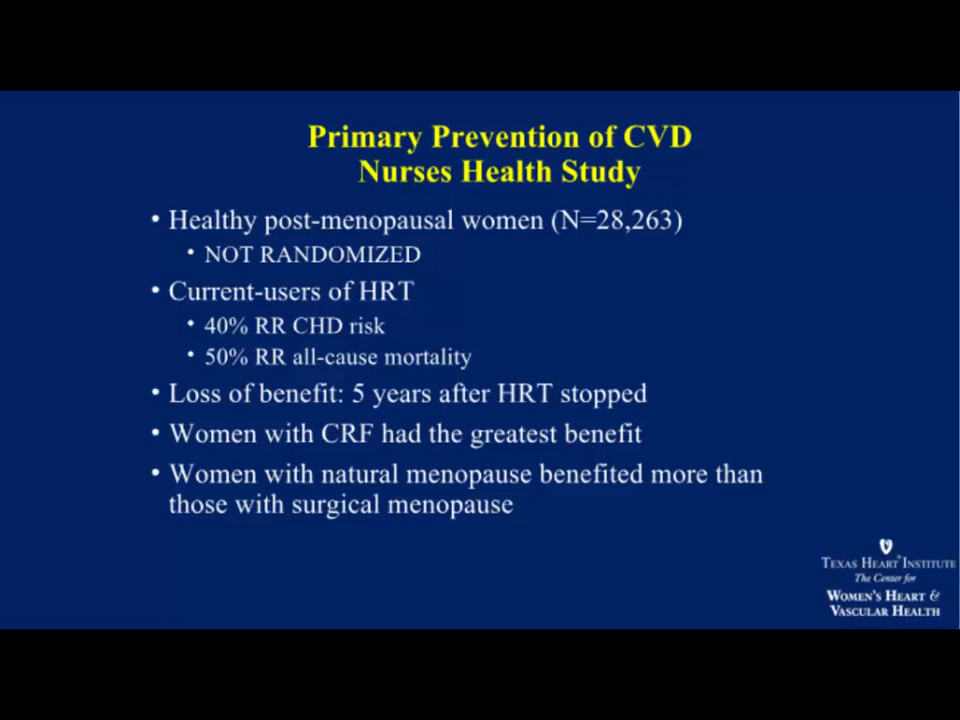 Primary Prevention of CVD
Nurses Health Study
• Healthy post-menopausal women (N=28,263)
• NOT RANDOMIZED
• Current-users of HRT
• 40% RR CHD risk
• 50% RR all-cause mortality
• Loss of benefit: 5 years after HRT stopped
• Women with CRF had the greatest benefit
• Women with natural menopause benefited more than
those with surgical menopause
TEXAS HEART® INSTITUTE
The Center for
WOMEN'S HEART &
VASCULAR HEALTH